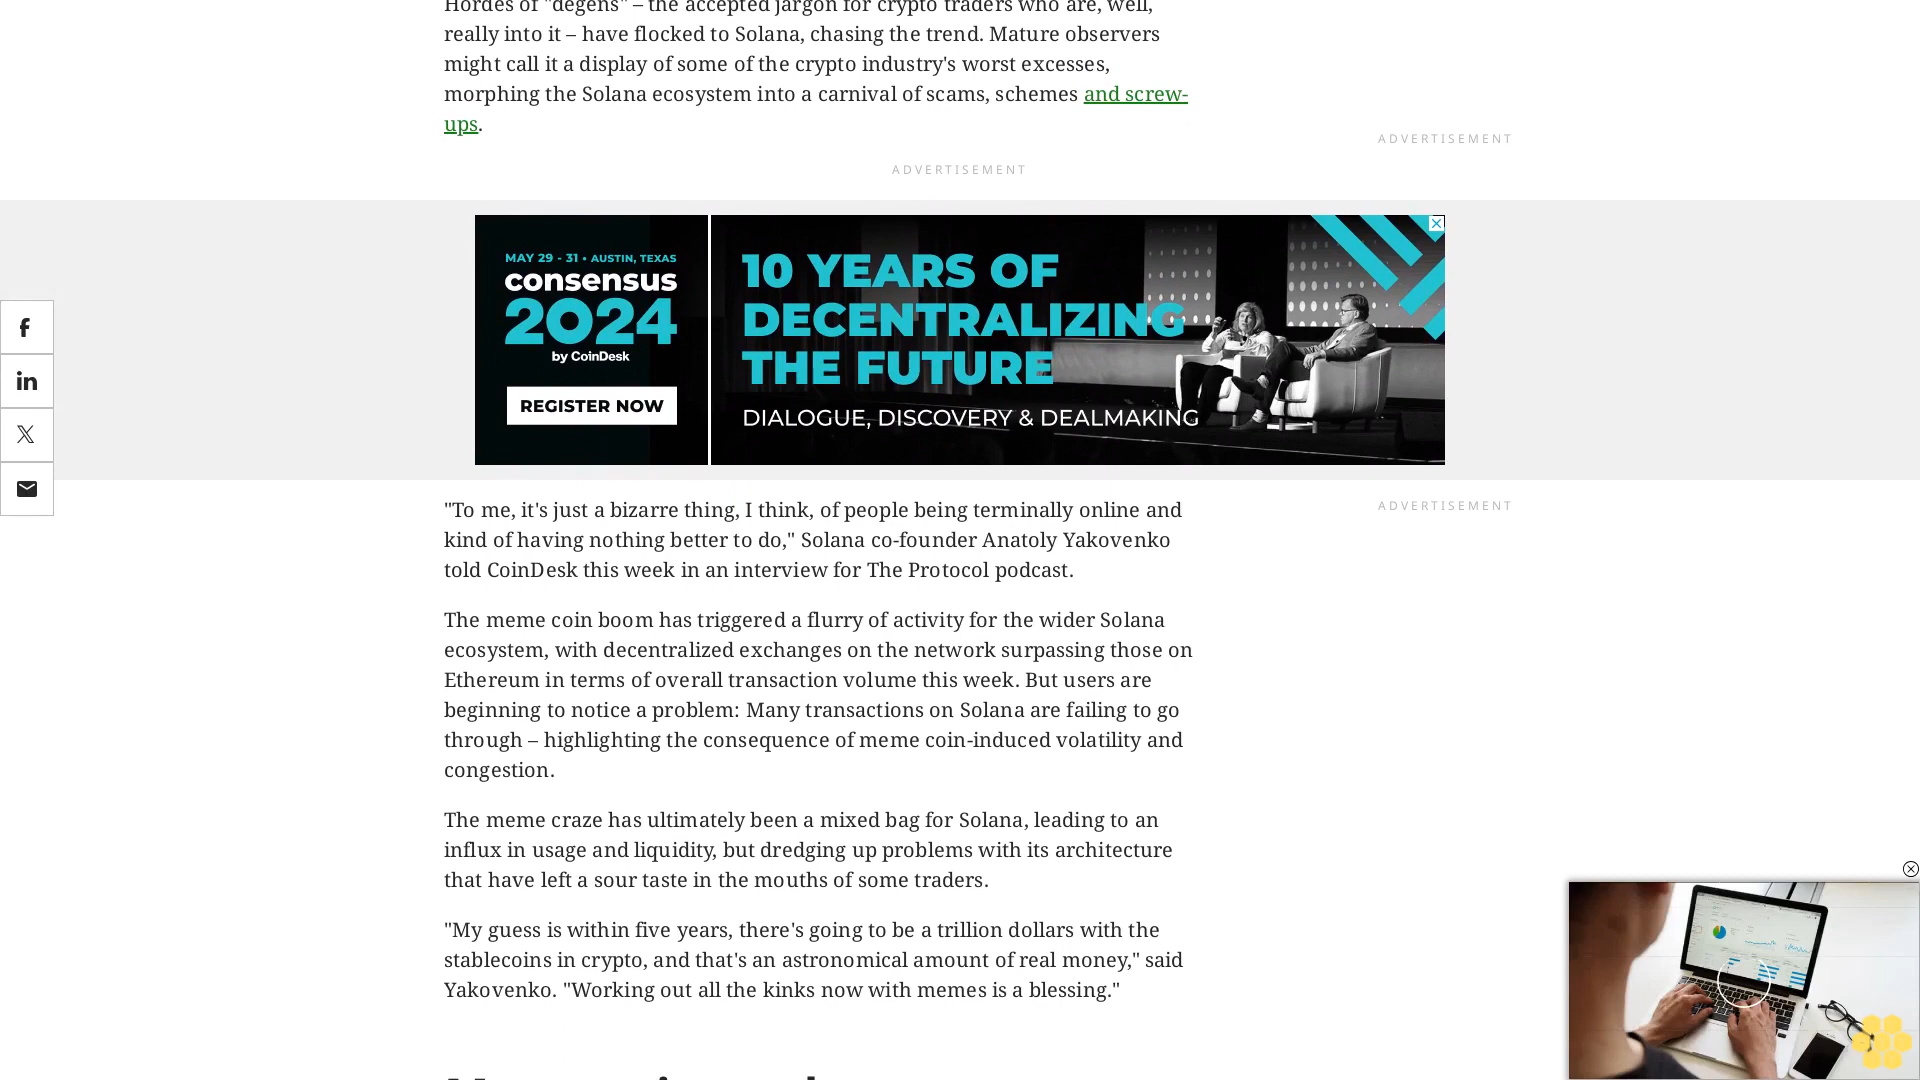 Hordes of "degens" – the accepted jargon for crypto traders who are, well,
really into it – have flocked to Solana, chasing the trend. Mature observers
might call it a display of some of the crypto industry's worst excesses,
morphing the Solana ecosystem into a carnival of scams, schemes and screw-
ups.
ADVERTISEMENT
ADVERTISEMENT
MAY 29 - 31 • AUSTIN, TEXAS
consensus
2024
by CoinDesk
REGISTER NOW
10 YEARS OF
DECENTRALIZING
THE FUTURE
DIALOGUE, DISCOVERY & DEALMAKING
"To me, it's just a bizarre thing, I think, of people being terminally online and
kind of having nothing better to do," Solana co-founder Anatoly Yakovenko
told CoinDesk this week in an interview for The Protocol podcast.
ADVERTISEMENT
The meme coin boom has triggered a flurry of activity for the wider Solana
ecosystem, with decentralized exchanges on the network surpassing those on
Ethereum in terms of overall transaction volume this week. But users are
beginning to notice a problem: Many transactions on Solana are failing to go
through – highlighting the consequence of meme coin-induced volatility and
congestion.
The meme craze has ultimately been a mixed bag for Solana, leading to an
influx in usage and liquidity, but dredging up problems with its architecture
that have left a sour taste in the mouths of some traders.
"My guess is within five years, there's going to be a trillion dollars with the
stablecoins in crypto, and that's an astronomical amount of real money," said
Yakovenko. "Working out all the kinks now with memes is a blessing."